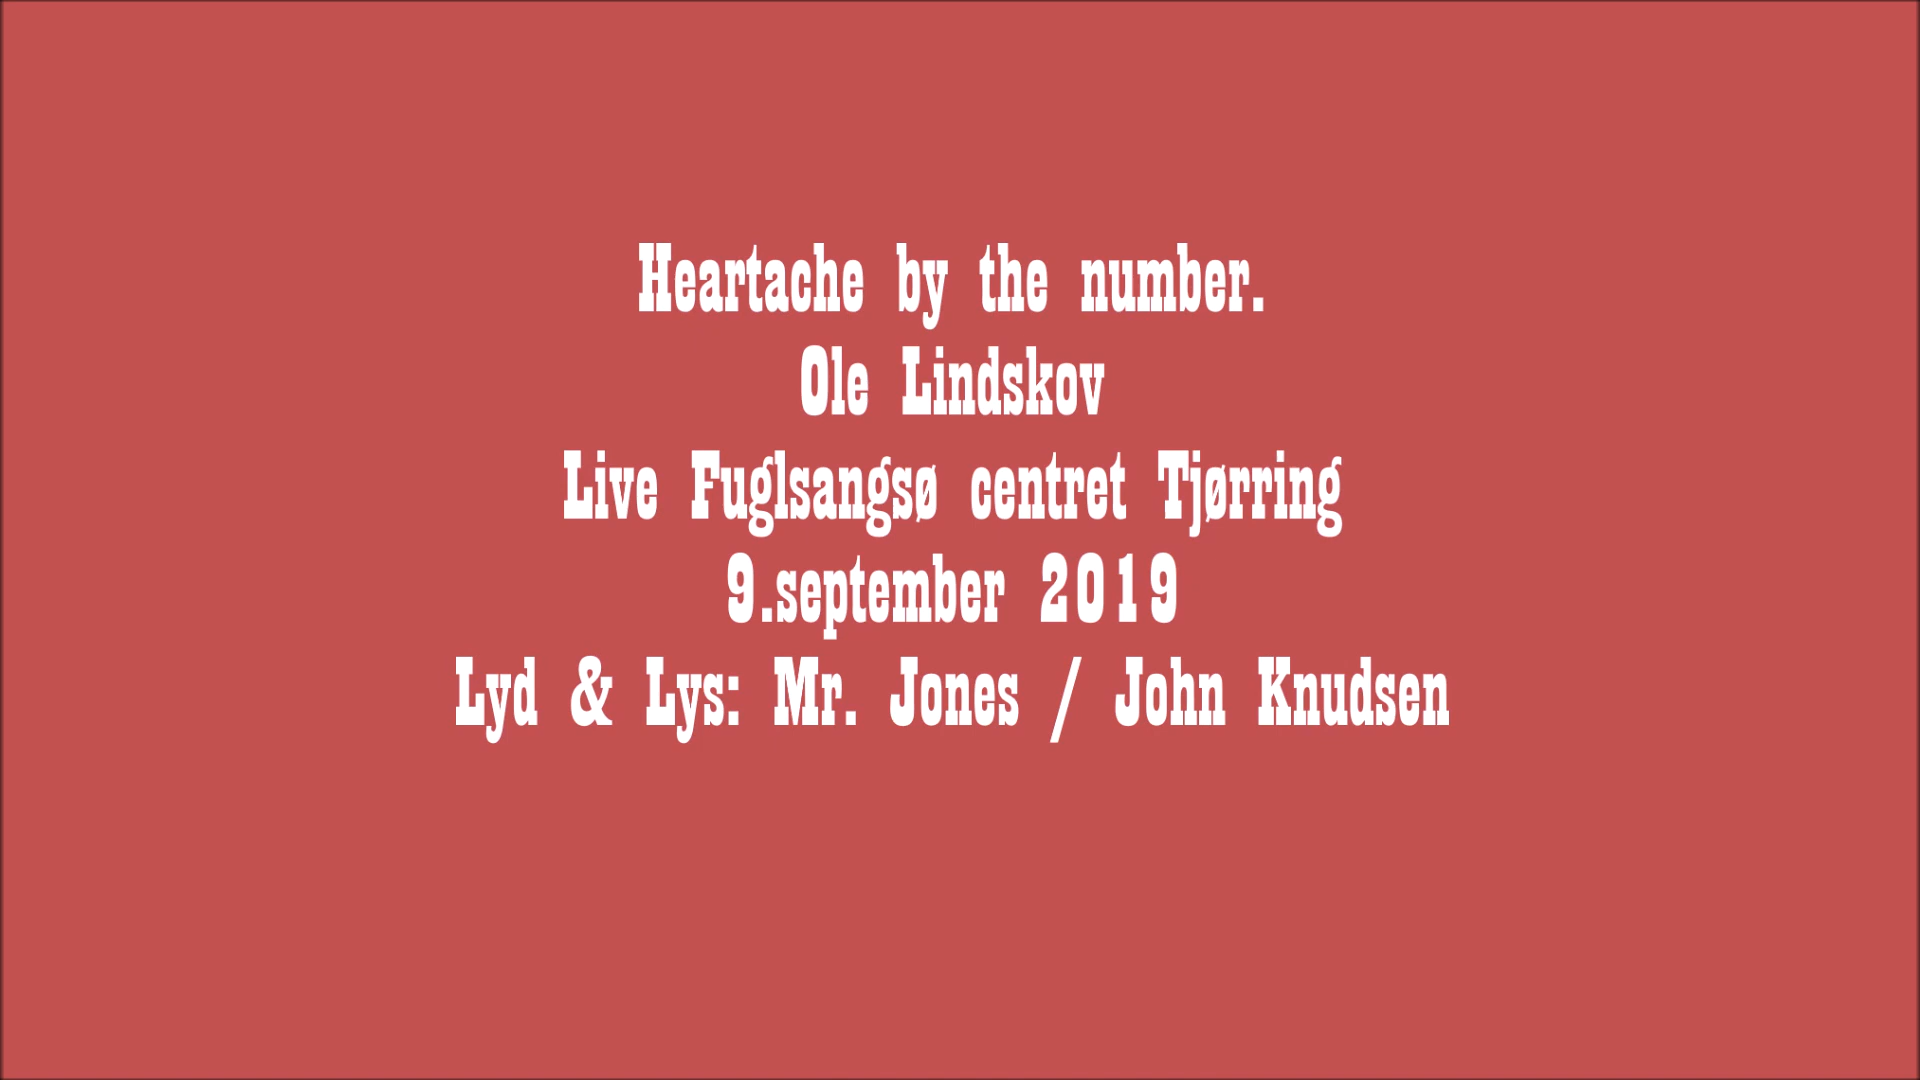 Heartache by the number.
Ole Lindskov
Live Fuglsangsø centret Tjørring
9.september 2019
Lyd & Lys: Mr. Jones / John Knudsen